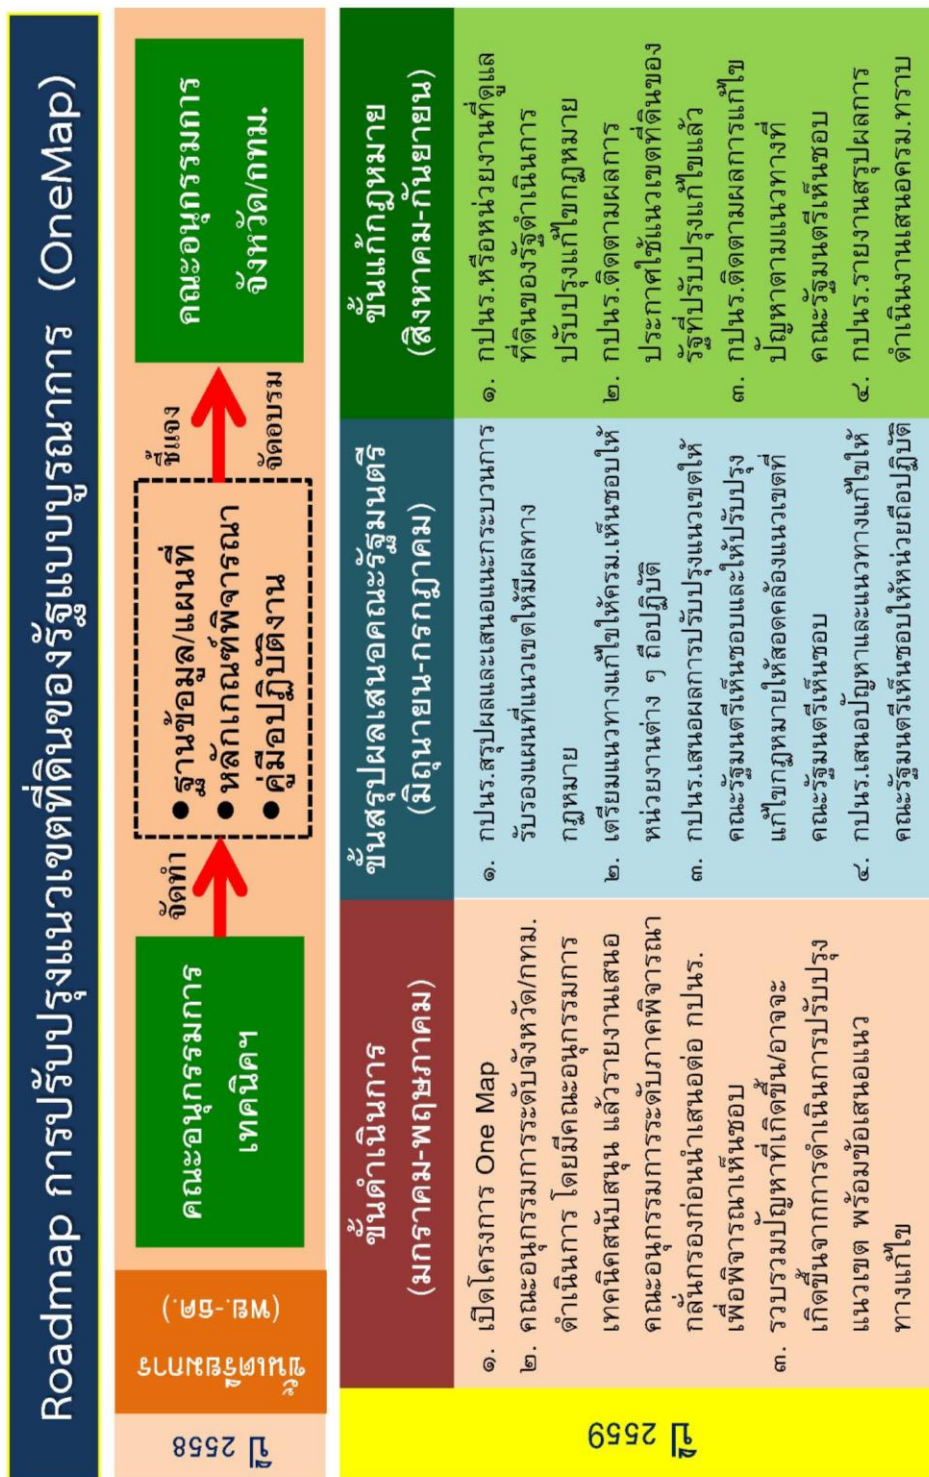 Roadmap การปรับปรุงแนวเขตที่ดินของรัฐแบบบูรณาการ (OneMap)
ปี 2558
ขั้นเตรียมการ
(พย.-ธค.)
คณะอนุกรรมการ
เทคนิคฯ
จัดทำ
● ฐานข้อมูล/แผนที่
● หลักเกณฑ์พิจารณา
● คู่มือปฏิบัติงาน
ชี้แจง
จัดอบรม
คณะอนุกรรมการ
จังหวัด/กทม.
ปี 2559
ขั้นดำเนินการ
(มกราคม-พฤษภาคม)
๑. เปิดโครงการ One Map
๒. คณะอนุกรรมการระดับจังหวัด/กทม.
ดำเนินการ โดยมีคณะอนุกรรมการ
เทคนิคสนับสนุน แล้วรายงานเสนอ
คณะอนุกรรมการระดับภาคพิจารณา
กลั่นกรองก่อนนำเสนอต่อ กปนร.
เพื่อพิจารณาเห็นชอบ
๓. รวบรวมปัญหาที่เกิดขึ้น/อาจจะ
เกิดขึ้นจากการดำเนินการปรับปรุง
แนวเขต พร้อมข้อเสนอแนว
ทางแก้ไข
ขั้นสรุปผลเสนอคณะรัฐมนตรี
(มิถุนายน-กรกฎาคม)
๑. กปนร.สรุปผลและเสนอแนะกระบวนการ
รับรองแผนที่แนวเขตให้มีผลทาง
กฎหมาย
๒. เตรียมแนวทางแก้ไขให้ครม.เห็นชอบให้
หน่วยงานต่าง ๆ ถือปฏิบัติ
๓. กปนร.เสนอผลการปรับปรุงแนวเขตให้
คณะรัฐมนตรีเห็นชอบและให้ปรับปรุง
แก้ไขกฎหมายให้สอดคล้องแนวเขตที่
คณะรัฐมนตรีเห็นชอบ
๔. กปนร.เสนอปัญหาและแนวทางแก้ไขให้
คณะรัฐมนตรีเห็นชอบให้หน่วยถือปฏิบัติ
ขั้นแก้กฎหมาย
(สิงหาคม-กันยายน)
๑. กปนร.หรือหน่วยงานที่ดูแล
ที่ดินของรัฐดำเนินการ
ปรับปรุงแก้ไขกฎหมาย
๒. กปนร.ติดตามผลการ
ประกาศใช้แนวเขตที่ดินของ
รัฐที่ปรับปรุงแก้ไขแล้ว
๓. กปนร.ติดตามผลการแก้ไข
ปัญหาตามแนวทางที่
คณะรัฐมนตรีเห็นชอบ
๔. กปนร.รายงานสรุปผลการ
ดำเนินงานเสนอครม.ทราบ